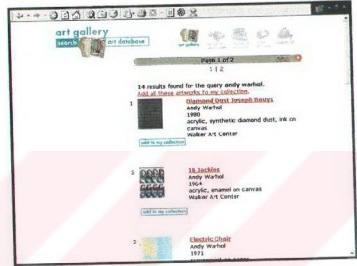 art gallery
search art database
art gallery
Page 1 of 2
1 | 2
14 results found for the query andy warhol.
Add all these artworks to my collection.
1
Diamond Dust Joseph Beuys
Andy Warhol
1980
acrylic, synthetic diamond dust, ink on
canvas
Walker Art Center
add to my collection
2
16 Jackies
Andy Warhol
1964
acrylic, enamel on canvas
Walker Art Center
add to my collection
3
Electric Chair
Andy Warhol
1971